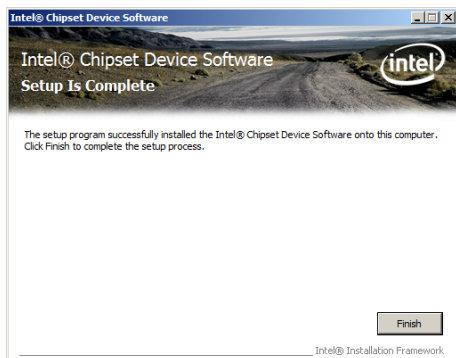 Intel® Chipset Device Software
Intel® Chipset Device Software
Setup Is Complete
intel®
The setup program successfully installed the Intel® Chipset Device Software onto this computer.
Click Finish to complete the setup process.
Finish
Intel® Installation Framework